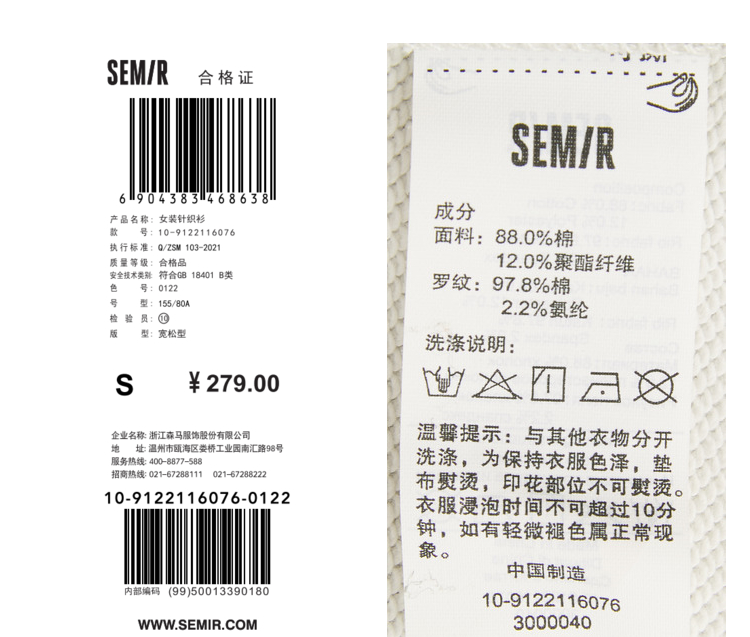 SEMIR 合格证
6 904383 468638
产品名称: 女装针织衫
款 号: 10-9122116076
执行标准: Q/ZSM 103-2021
质量等级: 合格品
安全技术类别: 符合GB 18401 B类
色 号: 0122
号 型: 155/80A
检 验 员: 10
版 型: 宽松型
S ¥279.00
企业名称: 浙江森马服饰股份有限公司
地 址: 温州市瓯海区娄桥工业园南汇路98号
服务热线: 400-8877-588
招商热线: 021-67288111 021-67288222
10-9122116076-0122
内部编码 (99)50013390180
WWW.SEMIR.COM
SEMIR
成分
面料: 88.0%棉
12.0%聚酯纤维
罗纹: 97.8%棉
2.2%氨纶
洗涤说明:
温馨提示: 与其他衣物分开
洗涤，为保持衣服色泽，垫
布熨烫，印花部位不可熨烫。
衣服浸泡时间不可超过10分
钟，如有轻微褪色属正常现
象。
中国制造
10-9122116076
3000040